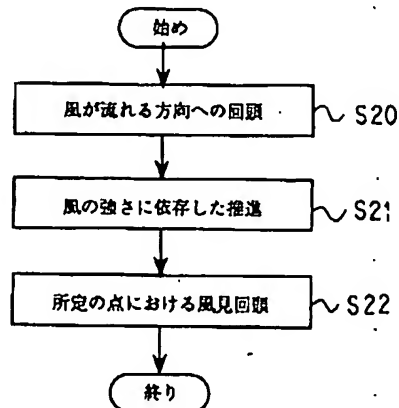 始め
風が流れる方向への回頭
S20
風の強さに依存した推進
S21
所定の点における風見回頭
S22
終り